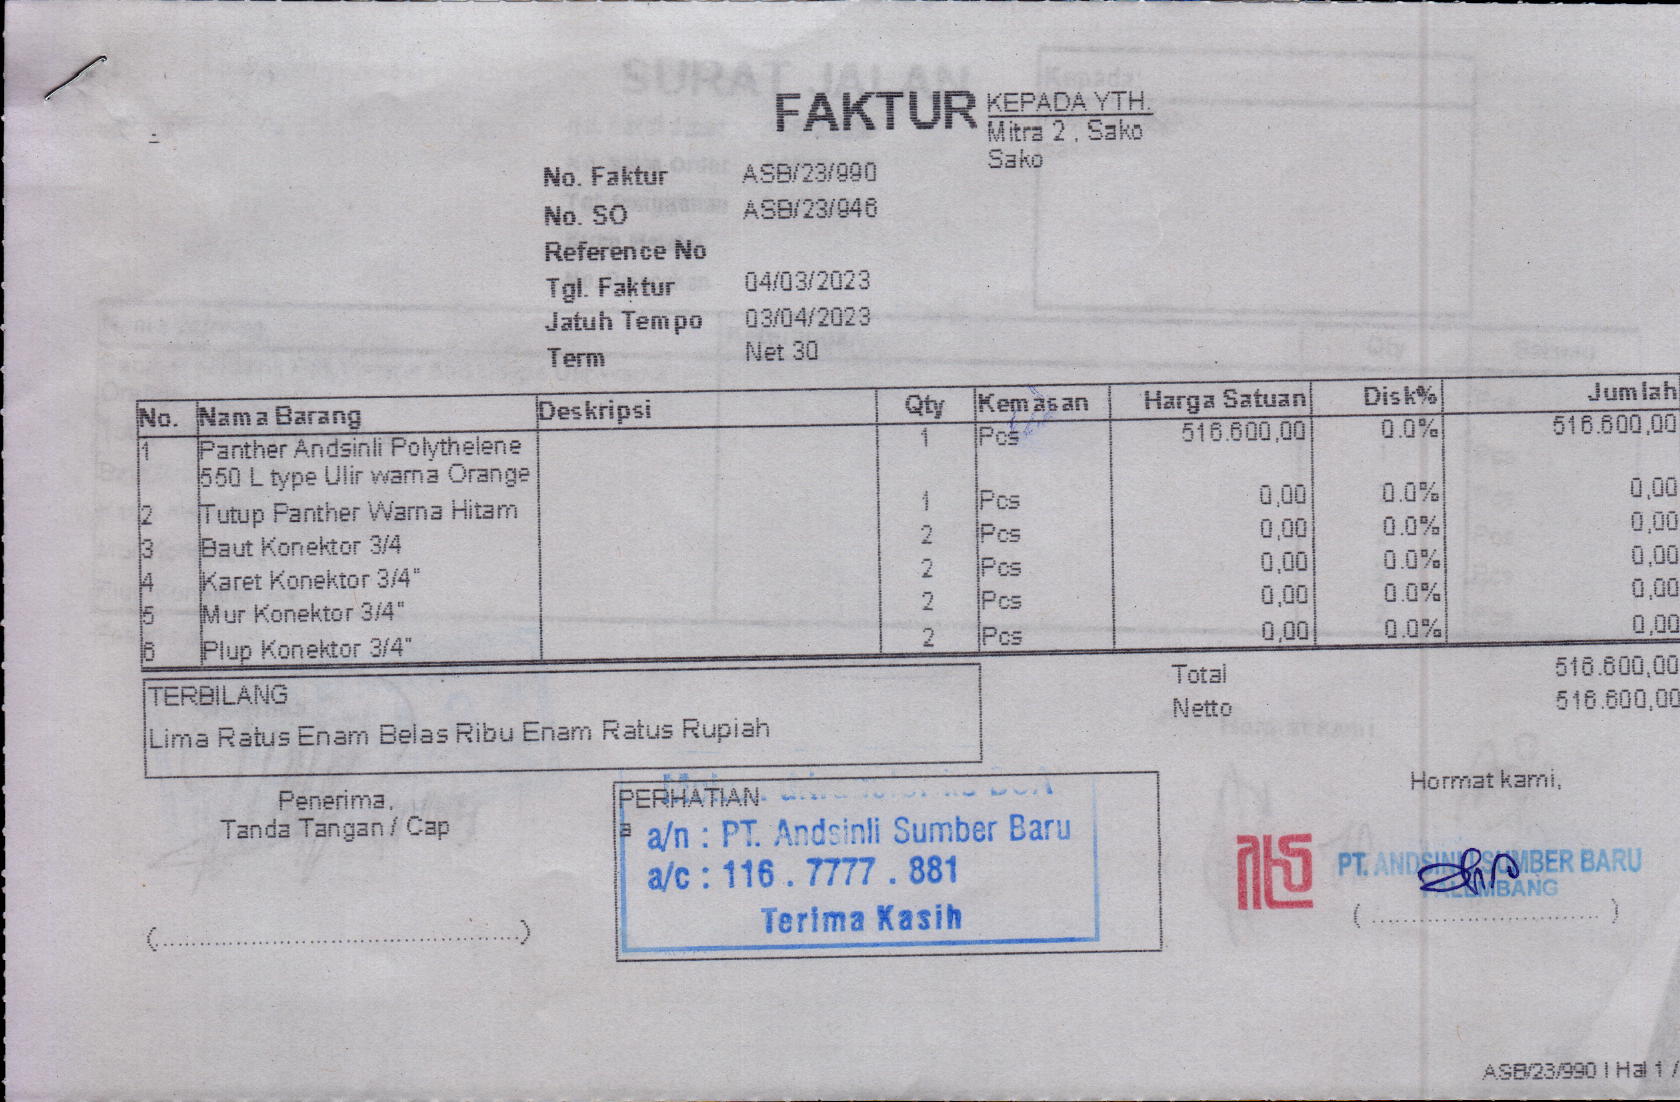 FAKTUR
KEPADA YTH.
Mitra 2 , Sako
Sako
No. Faktur ASB/23/990
No. SO ASB/23/946
Reference No
Tgl. Faktur 04/03/2023
Jatuh Tempo 03/04/2023
Term Net 30
No. Nama Barang Deskripsi Qty Kemasan Harga Satuan Disk% Jumlah
1 Panther Andsinli Polythelene 1 Pcs 516.600,00 0.0% 516.600,00
550 L type Ulir warna Orange
2 Tutup Panther Warna Hitam 1 Pcs 0,00 0.0% 0,00
3 Baut Konektor 3/4 2 Pcs 0,00 0.0% 0,00
4 Karet Konektor 3/4" 2 Pcs 0,00 0.0% 0,00
5 Mur Konektor 3/4" 2 Pcs 0,00 0.0% 0,00
6 Plup Konektor 3/4" 2 Pcs 0,00 0.0% 0,00
Total 516.600,00
Netto 516.600,00
TERBILANG
Lima Ratus Enam Belas Ribu Enam Ratus Rupiah
Penerima,
Tanda Tangan / Cap
PERHATIAN
a
a/n : PT. Andsinli Sumber Baru
a/c : 116 . 7777 . 881
Terima Kasih
Hormat kami,
PT. ANDSINLI SUMBER BARU
PALEMBANG
(...) (...)
ASB/23/990 | Hal 1 /
SURAT JALAN